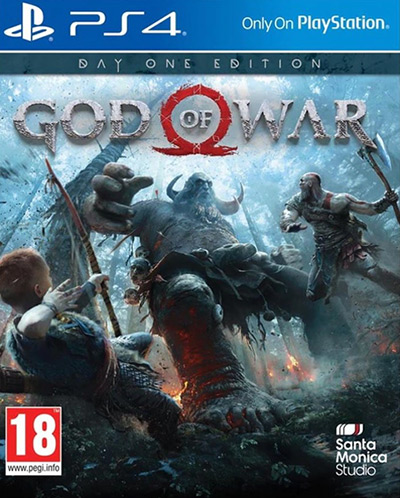 PS4
Only On PlayStation®
DAY ONE EDITION
GOD OF WAR
18
www.pegi.info
Santa
Monica
Studio